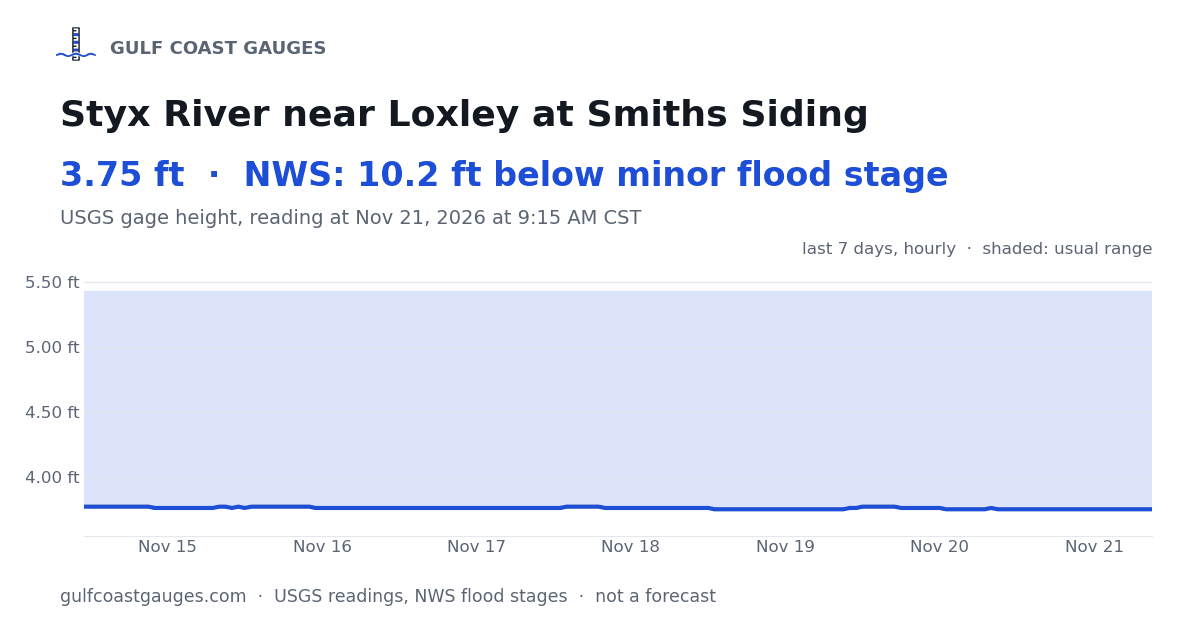 GULF COAST GAUGES
Styx River near Loxley at Smiths Siding
3.75 ft · NWS: 10.2 ft below minor flood stage
USGS gage height, reading at Nov 21, 2026 at 9:15 AM CST
last 7 days, hourly · shaded: usual range
5.50 ft
5.00 ft
4.50 ft
4.00 ft
Nov 15 Nov 16 Nov 17 Nov 18 Nov 19 Nov 20 Nov 21
gulfcoastgauges.com · USGS readings, NWS flood stages · not a forecast